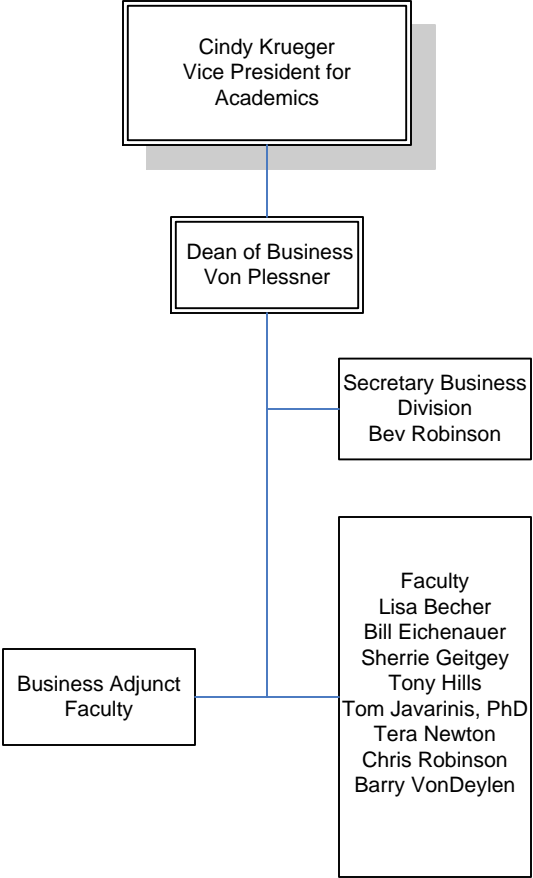 Cindy Krueger
Vice President for
Academics
Dean of Business
Von Plessner
Secretary Business
Division
Bev Robinson
Faculty
Lisa Becher
Bill Eichenauer
Sherrie Geitgey
Tony Hills
Tom Javarinis, PhD
Tera Newton
Chris Robinson
Barry VonDeylen
Business Adjunct
Faculty